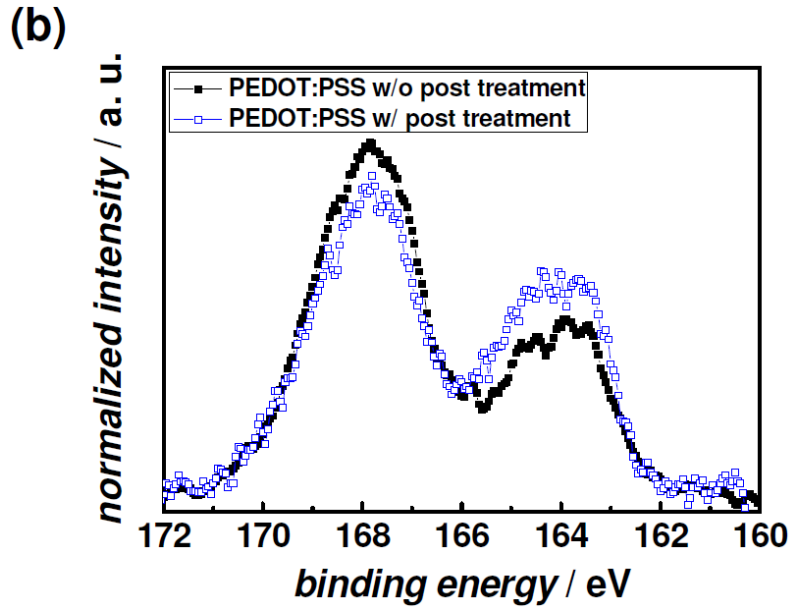 (b)
normalized intensity / a. u.
PEDOT:PSS w/o post treatment
PEDOT:PSS w/ post treatment
172 170 168 166 164 162 160
binding energy / eV